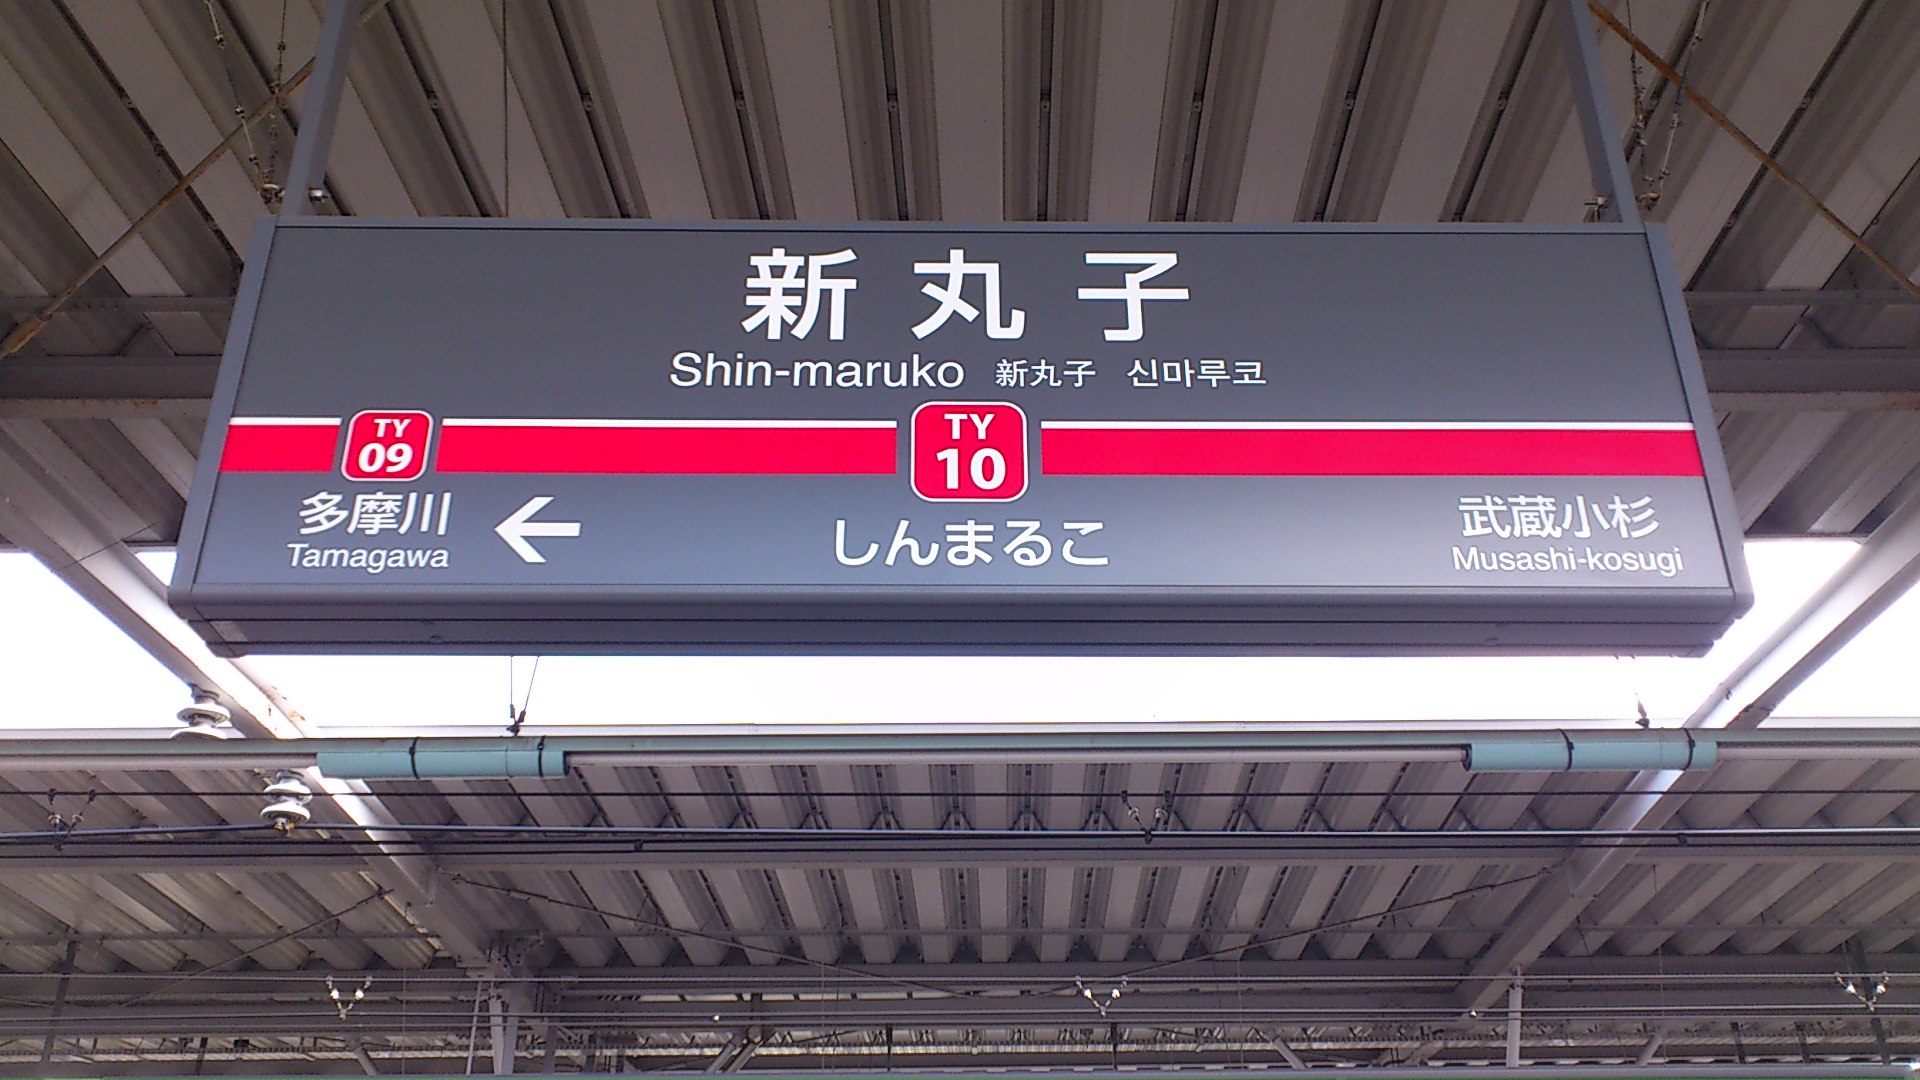 新丸子
Shin-maruko 新丸子 신마루코
TY 09
TY 10
多摩川
Tamagawa
←
しんまるこ
武蔵小杉
Musashi-kosugi